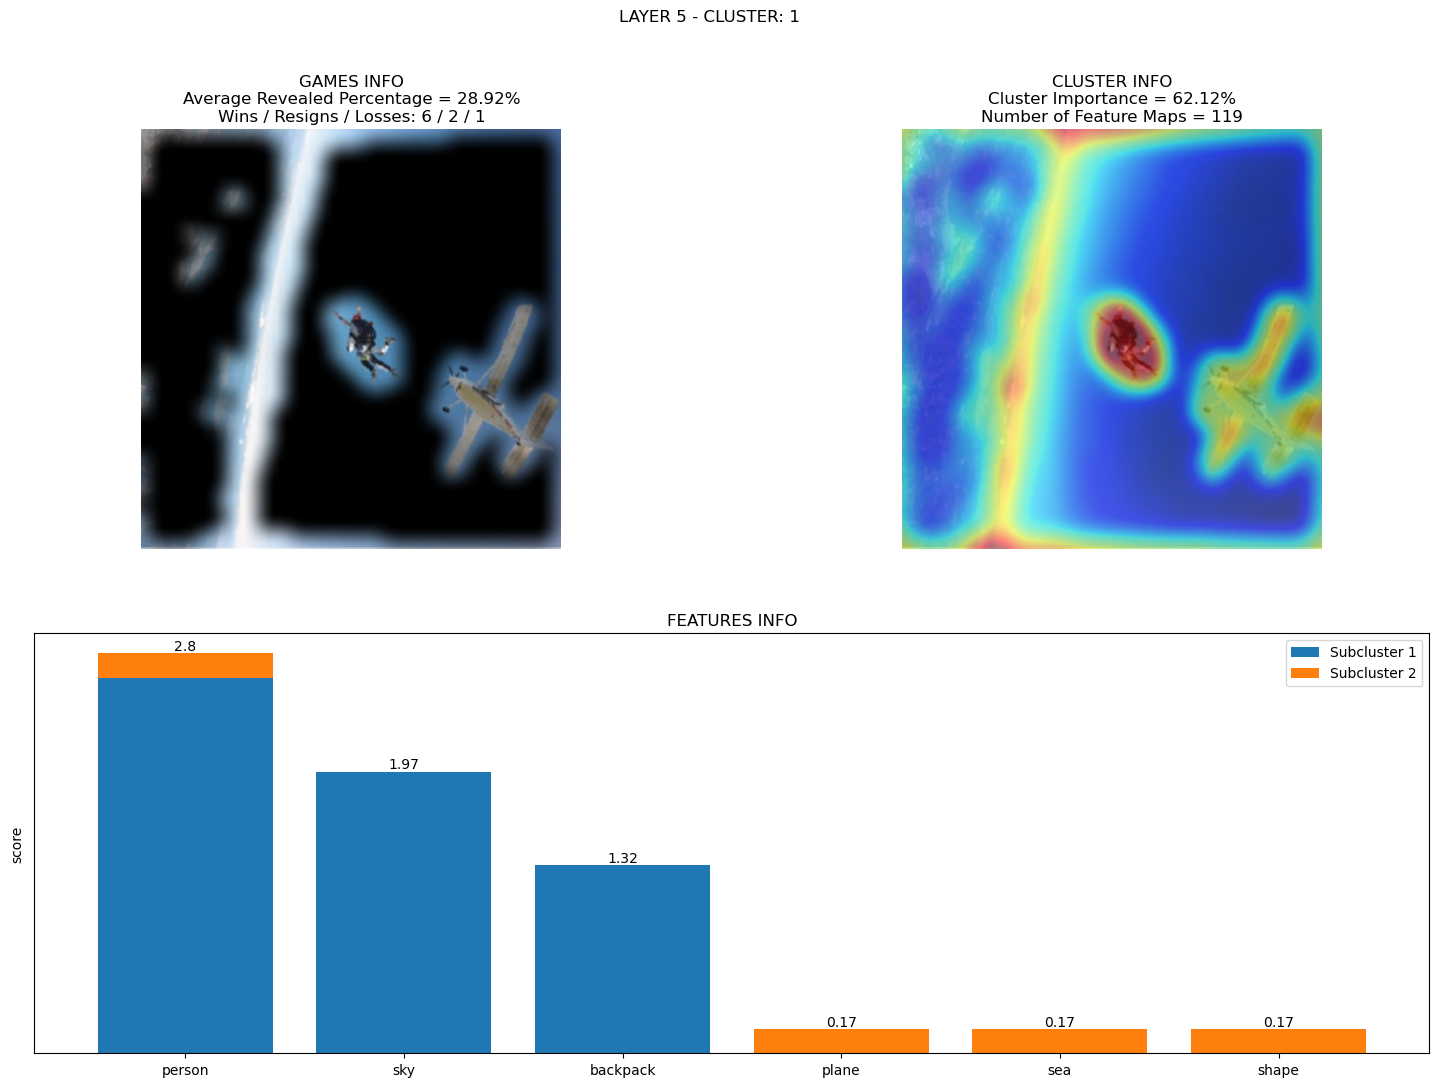 LAYER 5 - CLUSTER: 1
GAMES INFO
Average Revealed Percentage = 28.92%
Wins / Resigns / Losses: 6 / 2 / 1
CLUSTER INFO
Cluster Importance = 62.12%
Number of Feature Maps = 119
FEATURES INFO
score
2.8
1.97
1.32
0.17
0.17
0.17
Subcluster 1
Subcluster 2
person
sky
backpack
plane
sea
shape